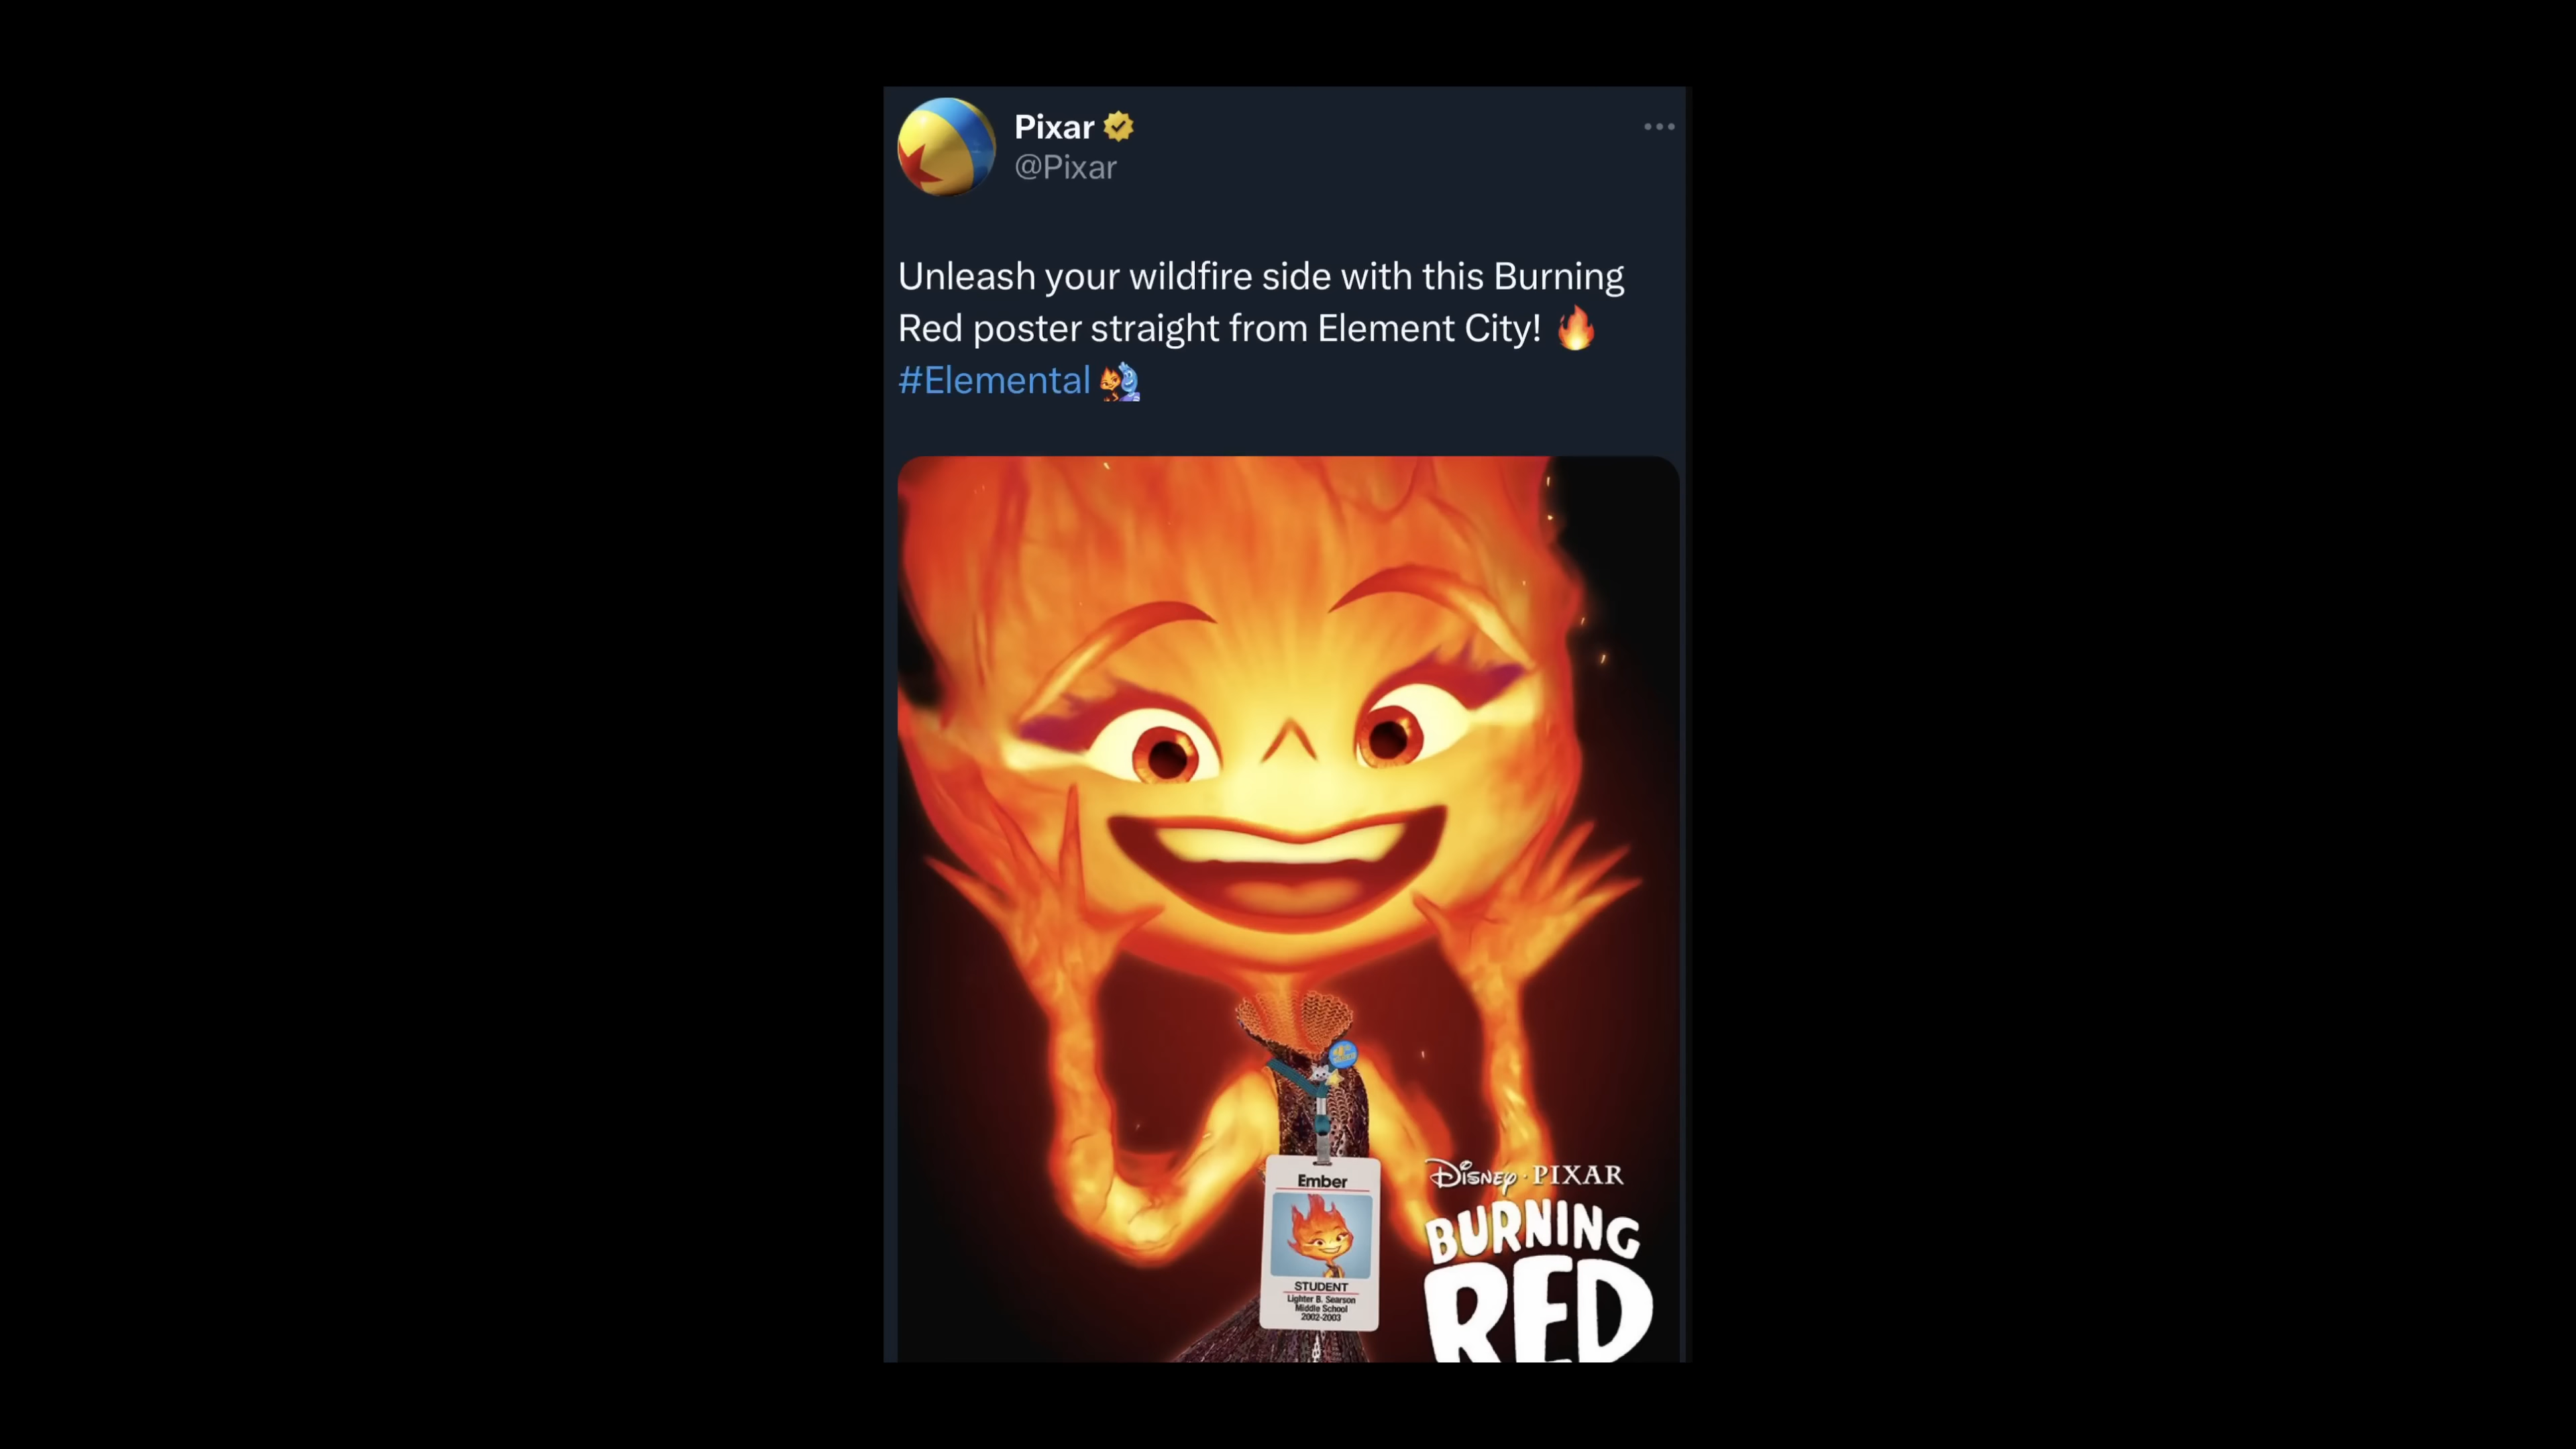 Pixar
@Pixar
Unleash your wildfire side with this Burning
Red poster straight from Element City! 🔥
#Elemental
Ember
STUDENT
Lighter B. Searson
Middle School
2002-2003
Disney · PIXAR
BURNING
RED